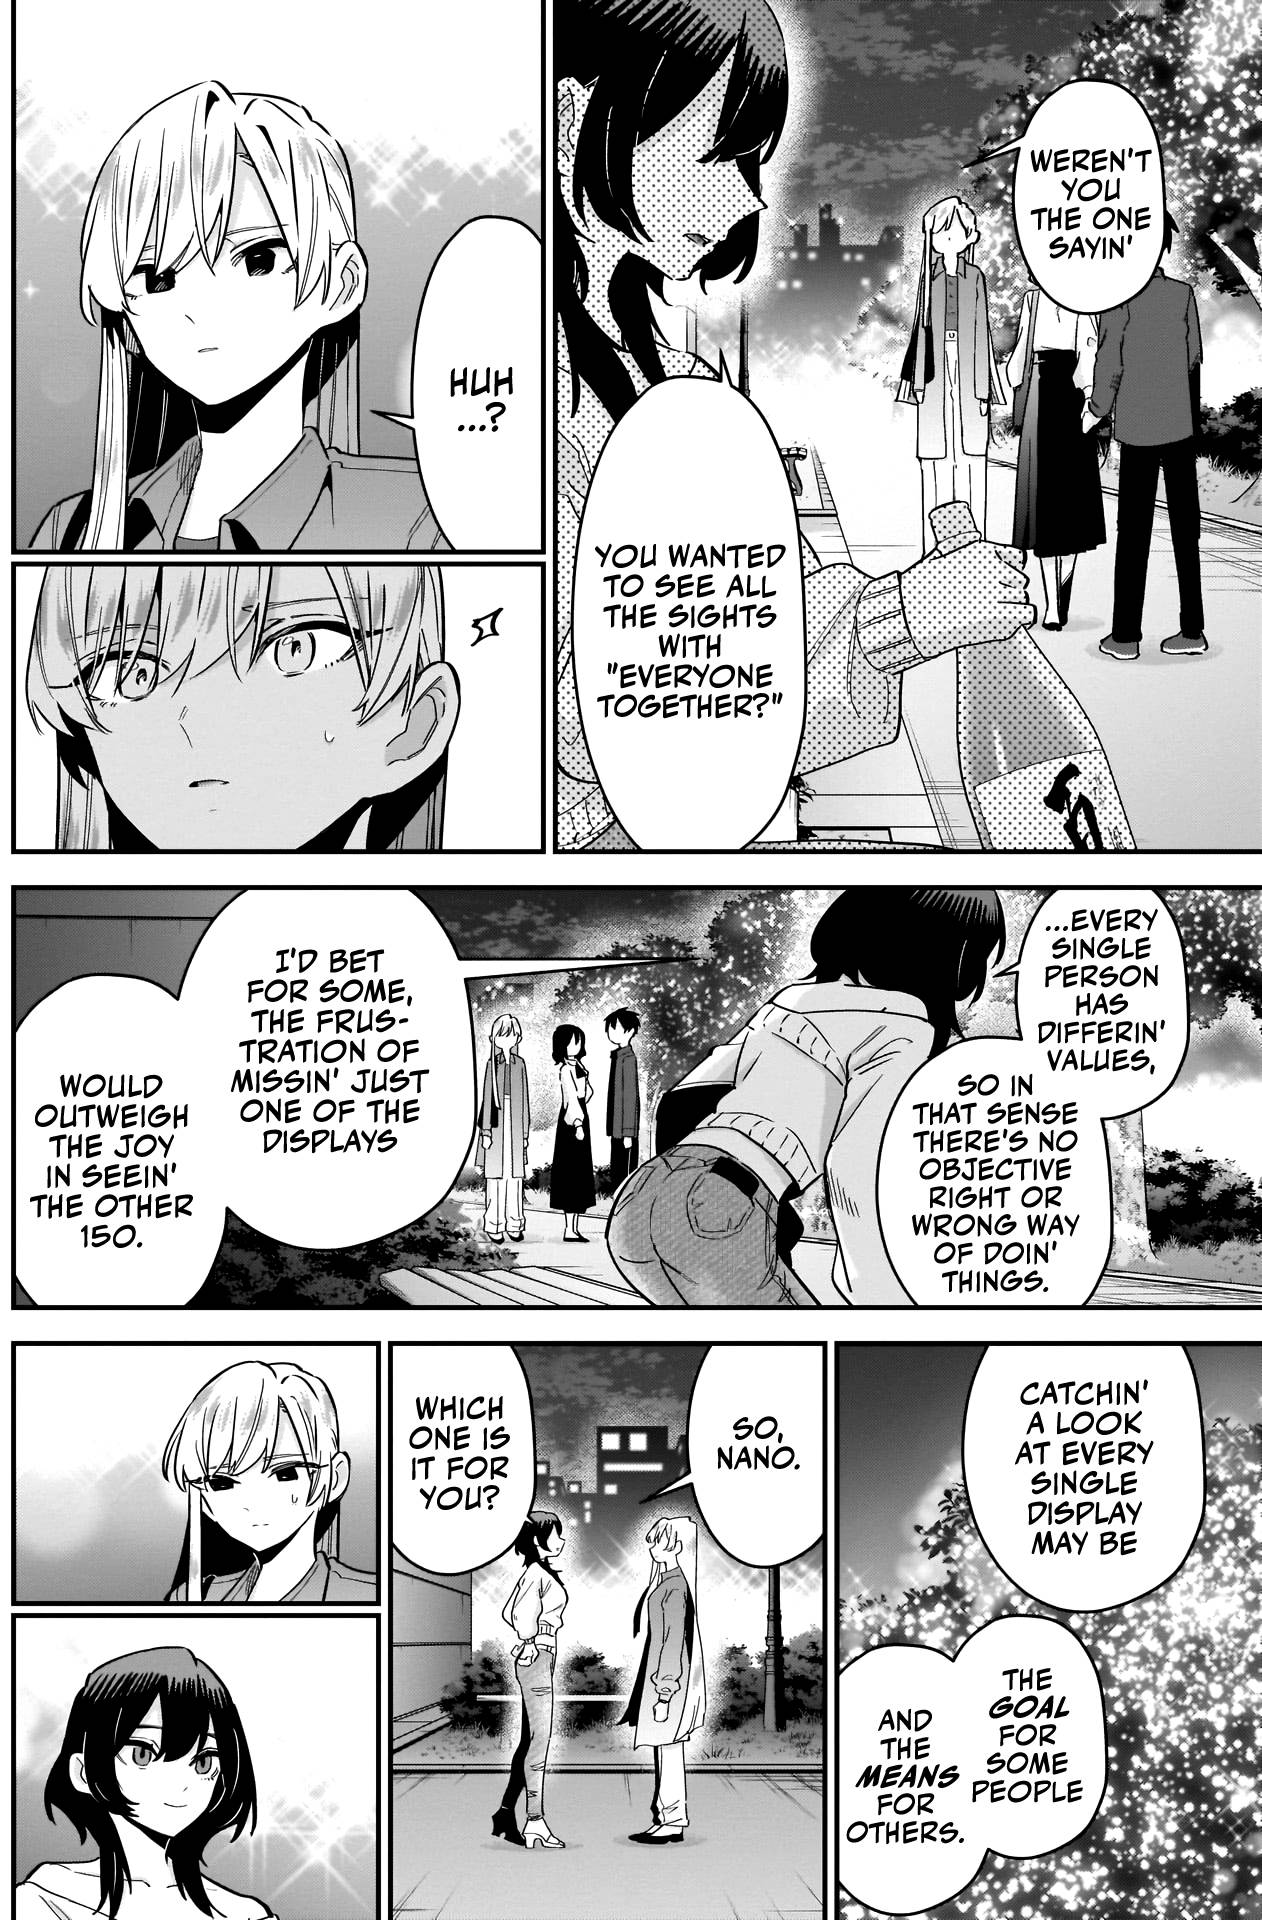 WEREN'T
YOU
THE ONE
SAYIN'
YOU WANTED
TO SEE ALL
THE SIGHTS
WITH
"EVERYONE
TOGETHER?"
HUH
...?
...EVERY
SINGLE
PERSON
HAS
DIFFERIN'
VALUES,
SO IN
THAT SENSE
THERE'S NO
OBJECTIVE
RIGHT OR
WRONG WAY
OF DOIN'
THINGS.
I'D BET
FOR SOME,
THE FRUS-
TRATION OF
MISSIN' JUST
ONE OF THE
DISPLAYS
WOULD
OUTWEIGH
THE JOY
IN SEEIN'
THE OTHER
150.
CATCHIN'
A LOOK
AT EVERY
SINGLE
DISPLAY
MAY BE
THE
GOAL
FOR
SOME
PEOPLE
AND
THE
MEANS
FOR
OTHERS.
SO,
NANO.
WHICH
ONE IS
IT FOR
YOU?